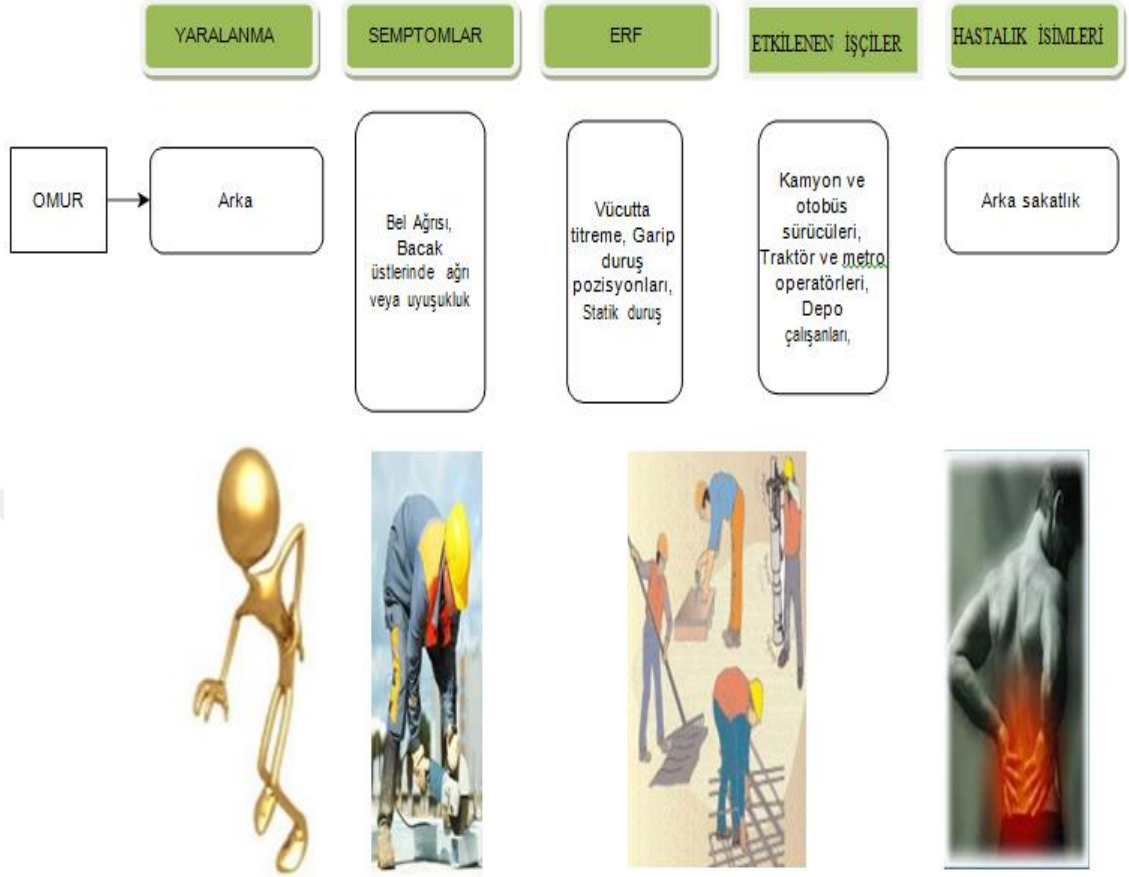 YARALANMA
SEMPTOMLAR
ERF
ETKİLENEN İŞÇİLER
HASTALIK İSİMLERİ
OMUR
Arka
Bel Ağrısı,
Bacak
üstlerinde ağrı
veya uyuşukluk
Vücutta
titreme, Garip
duruş
pozisyonları,
Statik duruş
Kamyon ve
otobüs
sürücüleri,
Traktör ve metro
operatörleri,
Depo
çalışanları,
Arka sakatlık